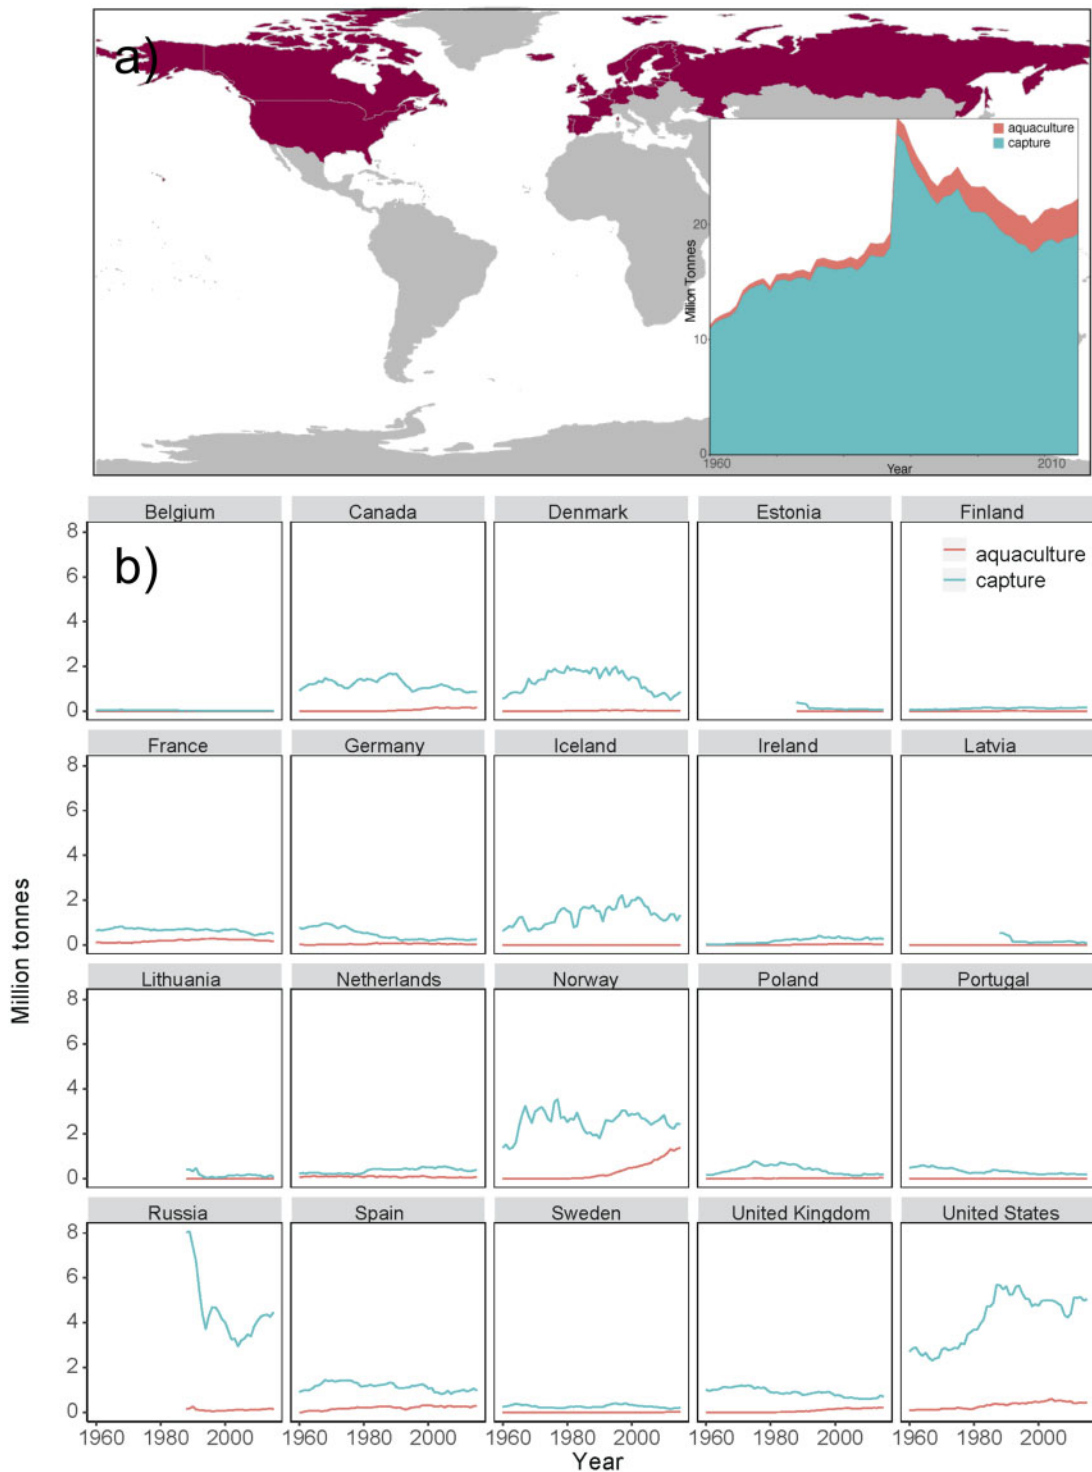 a)
aquaculture
capture
20
Million Tonnes
10
0
1960
2010
Year
Belgium
Canada
Denmark
Estonia
Finland
8
6
4
2
0
b)
aquaculture
capture
France
Germany
Iceland
Ireland
Latvia
8
6
4
2
0
Million tonnes
Lithuania
Netherlands
Norway
Poland
Portugal
8
6
4
2
0
Russia
Spain
Sweden
United Kingdom
United States
8
6
4
2
0
1960 1980 2000
1960 1980 2000
1960 1980 2000
1960 1980 2000
1960 1980 2000
Year